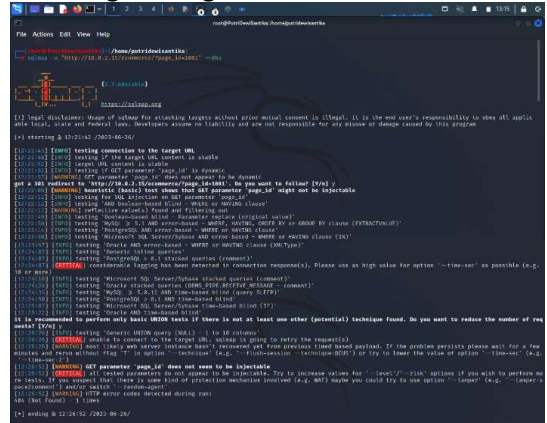 1 2 3 4
13:15
root@PutriDewiSantika: /home/putridewisantika
File Actions Edit View Help
root@PutriDewiSantika)-[/home/putridewisantika
sqlmap -u "http://10.0.2.15/ecommerce/?page_id=1081" --dbs
{1.7.6#stable}
https://sqlmap.org
[!] legal disclaimer: Usage of sqlmap for attacking targets without prior mutual consent is illegal. It is the end user's responsibility to obey all applic
able local, state and federal laws. Developers assume no liability and are not responsible for any misuse or damage caused by this program
[*] starting @ 12:21:42 /2023-06-26/
[INFO] testing connection to the target URL
[INFO] testing if the target URL content is stable
[INFO] target URL content is stable
[INFO] testing if GET parameter 'page_id' is dynamic
[WARNING] GET parameter 'page_id' does not appear to be dynamic
got a 301 redirect to 'http://10.0.2.15/ecommerce/?page_id=1081'. Do you want to follow? [Y/n] y
[WARNING] heuristic (basic) test shows that GET parameter 'page_id' might not be injectable
[INFO] testing for SQL injection on GET parameter 'page_id'
[INFO] testing 'AND boolean-based blind - WHERE or HAVING clause'
[WARNING] reflective value(s) found and filtering out
[INFO] testing 'Boolean-based blind - Parameter replace (original value)'
[INFO] testing 'MySQL > 5.1 AND error-based - WHERE, HAVING, ORDER BY or GROUP BY clause (EXTRACTVALUE)'
[INFO] testing 'PostgreSQL AND error-based - WHERE or HAVING clause'
[INFO] testing 'Microsoft SQL Server/Sybase AND error-based - WHERE or HAVING clause (IN)'
[INFO] testing 'Oracle AND error-based - WHERE or HAVING clause (XMLType)'
[INFO] testing 'Generic inline queries'
[INFO] testing 'PostgreSQL > 8.1 stacked queries (comment)'
[CRITICAL] considerable lagging has been detected in connection response(s). Please use as high value for option '--time-sec' as possible (e.g.
10 or more)
[INFO] testing 'Microsoft SQL Server/Sybase stacked queries (comment)'
[INFO] testing 'Oracle stacked queries (DBMS_PIPE.RECEIVE_MESSAGE - comment)'
[INFO] testing 'MySQL > 5.0.12 AND time-based blind (query SLEEP)'
[INFO] testing 'PostgreSQL > 8.1 AND time-based blind'
[INFO] testing 'Microsoft SQL Server/Sybase time-based blind (IF)'
[INFO] testing 'Oracle AND time-based blind'
it is recommended to perform only basic UNION tests if there is not at least one other (potential) technique found. Do you want to reduce the number of req
uests? [Y/n] y
[INFO] testing 'Generic UNION query (NULL) - 1 to 10 columns'
[CRITICAL] unable to connect to the target URL. sqlmap is going to retry the request(s)
[WARNING] most likely web server instance hasn't recovered yet from previous timed based payload. If the problem persists please wait for a few
minutes and rerun without flag 'T' in option '--technique' (e.g. '--flush-session --technique=BEUS') or try to lower the value of option '--time-sec' (e.g.
'--time-sec=2')
[WARNING] GET parameter 'page_id' does not seem to be injectable
[CRITICAL] all tested parameters do not appear to be injectable. Try to increase values for '--level'/'--risk' options if you wish to perform mo
re tests. If you suspect that there is some kind of protection mechanism involved (e.g. WAF) maybe you could try to use option '--tamper' (e.g. '--tamper=s
pace2comment') and/or switch '--random-agent'
[WARNING] HTTP error codes detected during run:
404 (Not Found) - 1 times
[*] ending @ 12:26:52 /2023-06-26/